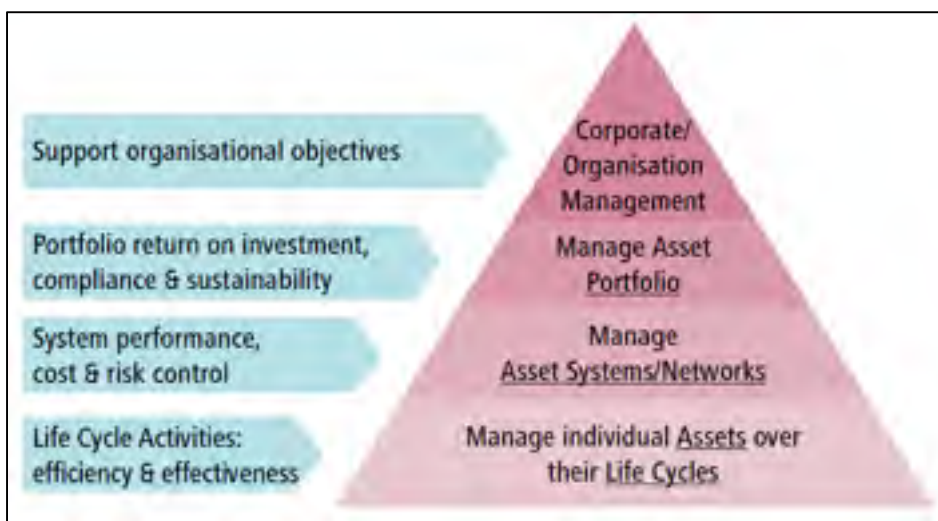 Support organisational objectives
Corporate/
Organisation
Management
Portfolio return on investment,
compliance & sustainability
Manage Asset
Portfolio
System performance,
cost & risk control
Manage
Asset Systems/Networks
Life Cycle Activities:
efficiency & effectiveness
Manage individual Assets over
their Life Cycles